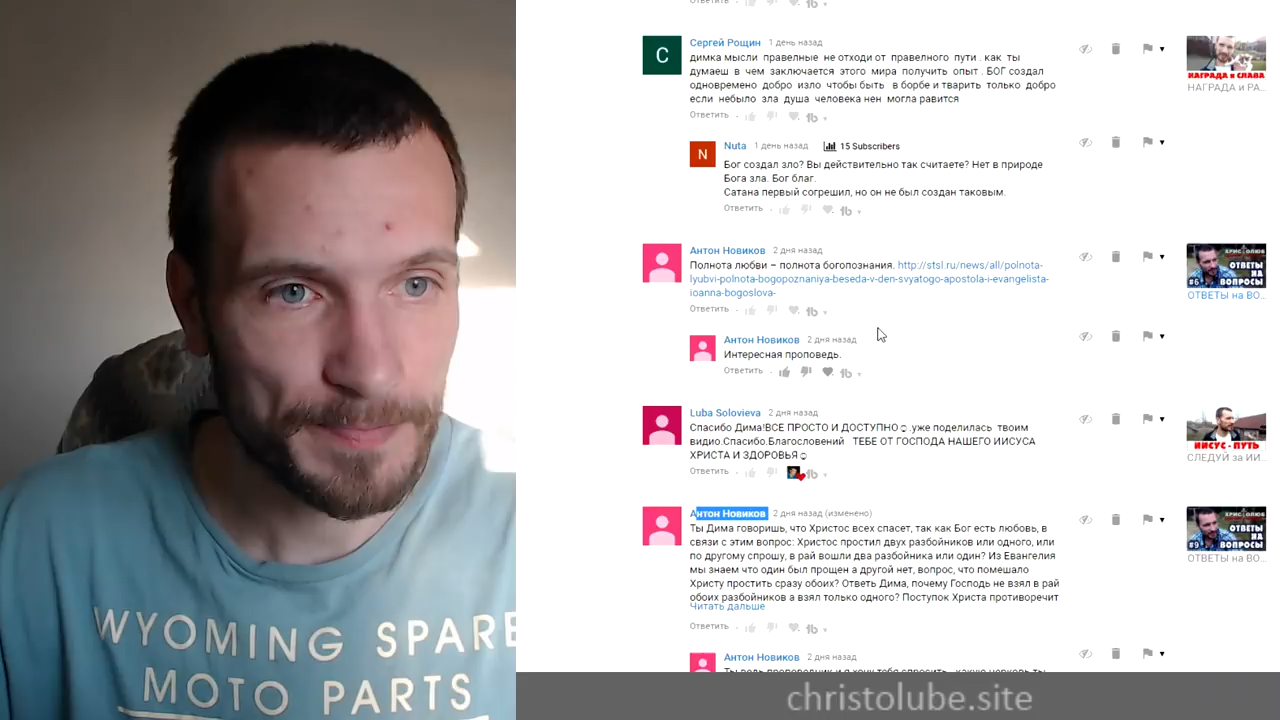 Ответить
Сергей Рощин 1 день назад
димка мысли правелные не отходи от правелного пути . как ты
думаеш в чем заключается этого мира получить опыт . БОГ создал
одновремено добро изло чтобы быть в борбе и тварить только добро
если небыло зла душа человека нен могла равится
Ответить
НАГРАДА и СЛАВА
НАГРАДА и РА...
Nuta 1 день назад 15 Subscribers
Бог создал зло? Вы действительно так считаете? Нет в природе
Бога зла. Бог благ.
Сатана первый согрешил, но он не был создан таковым.
Ответить
Антон Новиков 2 дня назад
Полнота любви – полнота богопознания. http://stsl.ru/news/all/polnota-
lyubvi-polnota-bogopoznaniya-beseda-v-den-svyatogo-apostola-i-evangelista-
ioanna-bogoslova-
Ответить
ОТВЕТЫ
НА
ВОПРОСЫ
#6
ОТВЕТЫ на ВО...
Антон Новиков 2 дня назад
Интересная проповедь.
Ответить
Luba Solovieva 2 дня назад
Спасибо Дима!ВСЕ ПРОСТО И ДОСТУПНО☺.уже поделилась твоим
видио.Спасибо.Благословений ТЕБЕ ОТ ГОСПОДА НАШЕГО ИИСУСА
ХРИСТА И ЗДОРОВЬЯ☺
Ответить
ИИСУС - ПУТЬ
СЛЕДУЙ за ИИ...
Антон Новиков 2 дня назад (изменено)
Ты Дима говоришь, что Христос всех спасет, так как Бог есть любовь, в
связи с этим вопрос: Христос простил двух разбойников или одного, или
по другому спрошу, в рай вошли два разбойника или один? Из Евангелия
мы знаем что один был прощен а другой нет, вопрос, что помешало
Христу простить сразу обоих? Ответь Дима, почему Господь не взял в рай
обоих разбойников а взял только одного? Поступок Христа противоречит
Читать дальше
Ответить
ОТВЕТЫ
НА
ВОПРОСЫ
#9
ОТВЕТЫ на ВО...
Антон Новиков 2 дня назад
WYOMING SPARE
MOTO PARTS
christolube.site